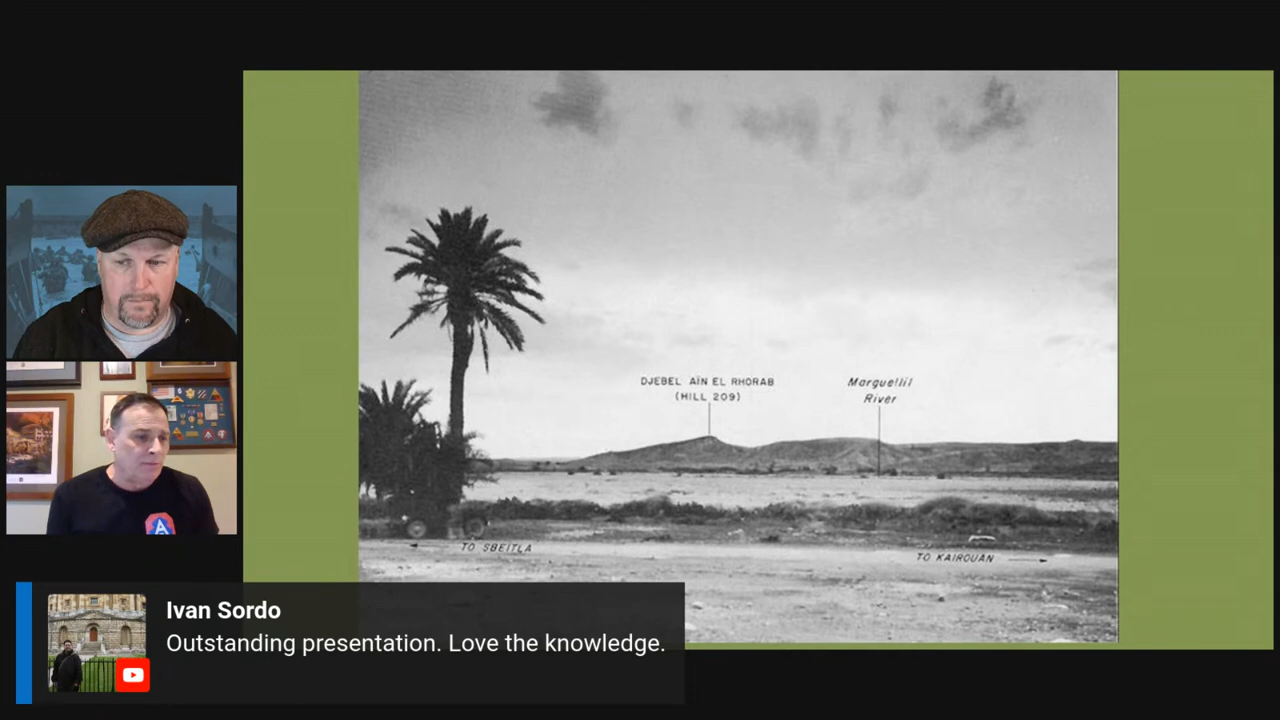 DJEBEL AÏN EL RHORAB
(HILL 209)
Marguellil
River
TO SBEITLA
TO KAIROUAN
A
Ivan Sordo
Outstanding presentation. Love the knowledge.